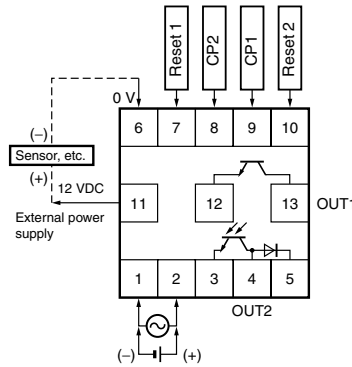 Reset 1
CP2
CP1
Reset 2
0 V
6 7 8 9 10
(−)
Sensor, etc.
(+)
12 VDC
External power
supply
11 12 13 OUT1
1 2 3 4 5
OUT2
(−) (+)